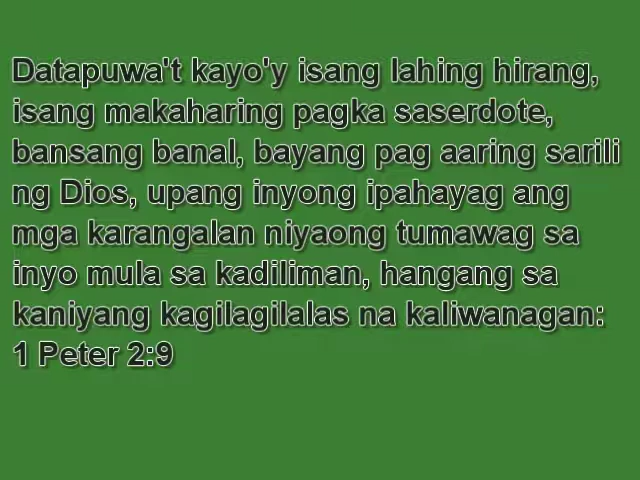 Datapuwa't kayo'y isang lahing hirang,
isang makaharing pagka saserdote,
bansang banal, bayang pag aaring sarili
ng Dios, upang inyong ipahayag ang
mga karangalan niyaong tumawag sa
inyo mula sa kadiliman, hangang sa
kaniyang kagilagilalas na kaliwanagan:
1 Peter 2:9